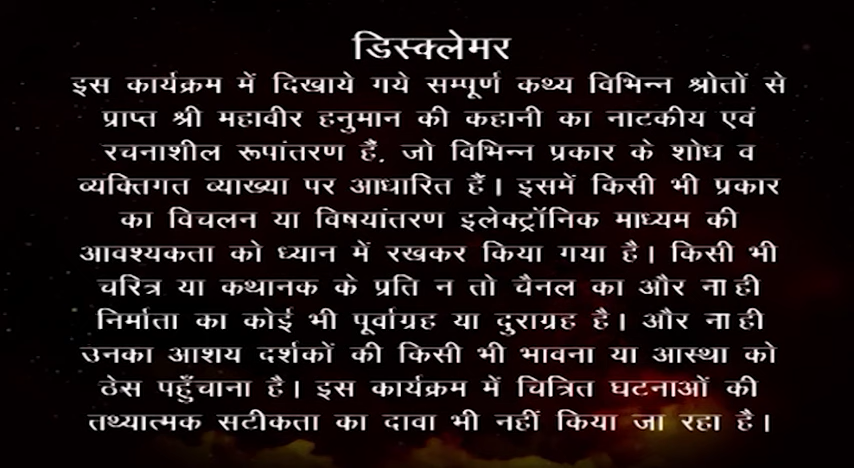 डिस्क्लेमर
इस कार्यक्रम में दिखाये गये सम्पूर्ण कथ्य विभिन्न श्रोतों से
प्राप्त श्री महावीर हनुमान की कहानी का नाटकीय एवं
रचनाशील रूपांतरण हैं, जो विभिन्न प्रकार के शोध व
व्यक्तिगत व्याख्या पर आधारित हैं। इसमें किसी भी प्रकार
का विचलन या विषयांतरण इलेक्ट्रॉनिक माध्यम की
आवश्यकता को ध्यान में रखकर किया गया है। किसी भी
चरित्र या कथानक के प्रति न तो चैनल का और ना ही
निर्माता का कोई भी पूर्वाग्रह या दुराग्रह है। और ना ही
उनका आशय दर्शकों की किसी भी भावना या आस्था को
ठेस पहुँचाना है। इस कार्यक्रम में चित्रित घटनाओं की
तथ्यात्मक सटीकता का दावा भी नहीं किया जा रहा है।